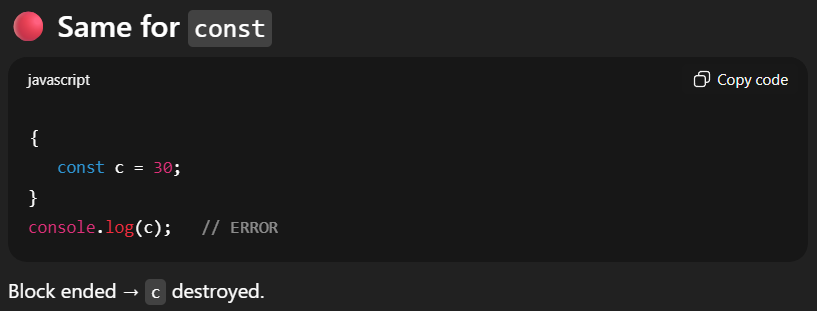 🔴 Same for const
javascript
Copy code
{
   const c = 30;
}
console.log(c);   // ERROR
Block ended → c destroyed.